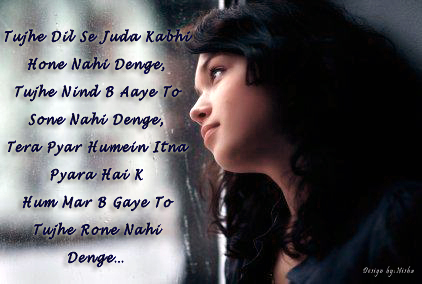 Tujhe Dil Se Juda Kabhi
Hone Nahi Denge,
Tujhe Nind B Aaye To
Sone Nahi Denge,
Tera Pyar Humein Itna
Pyara Hai K
Hum Mar B Gaye To
Tujhe Rone Nahi
Denge...
Design by:Nisha